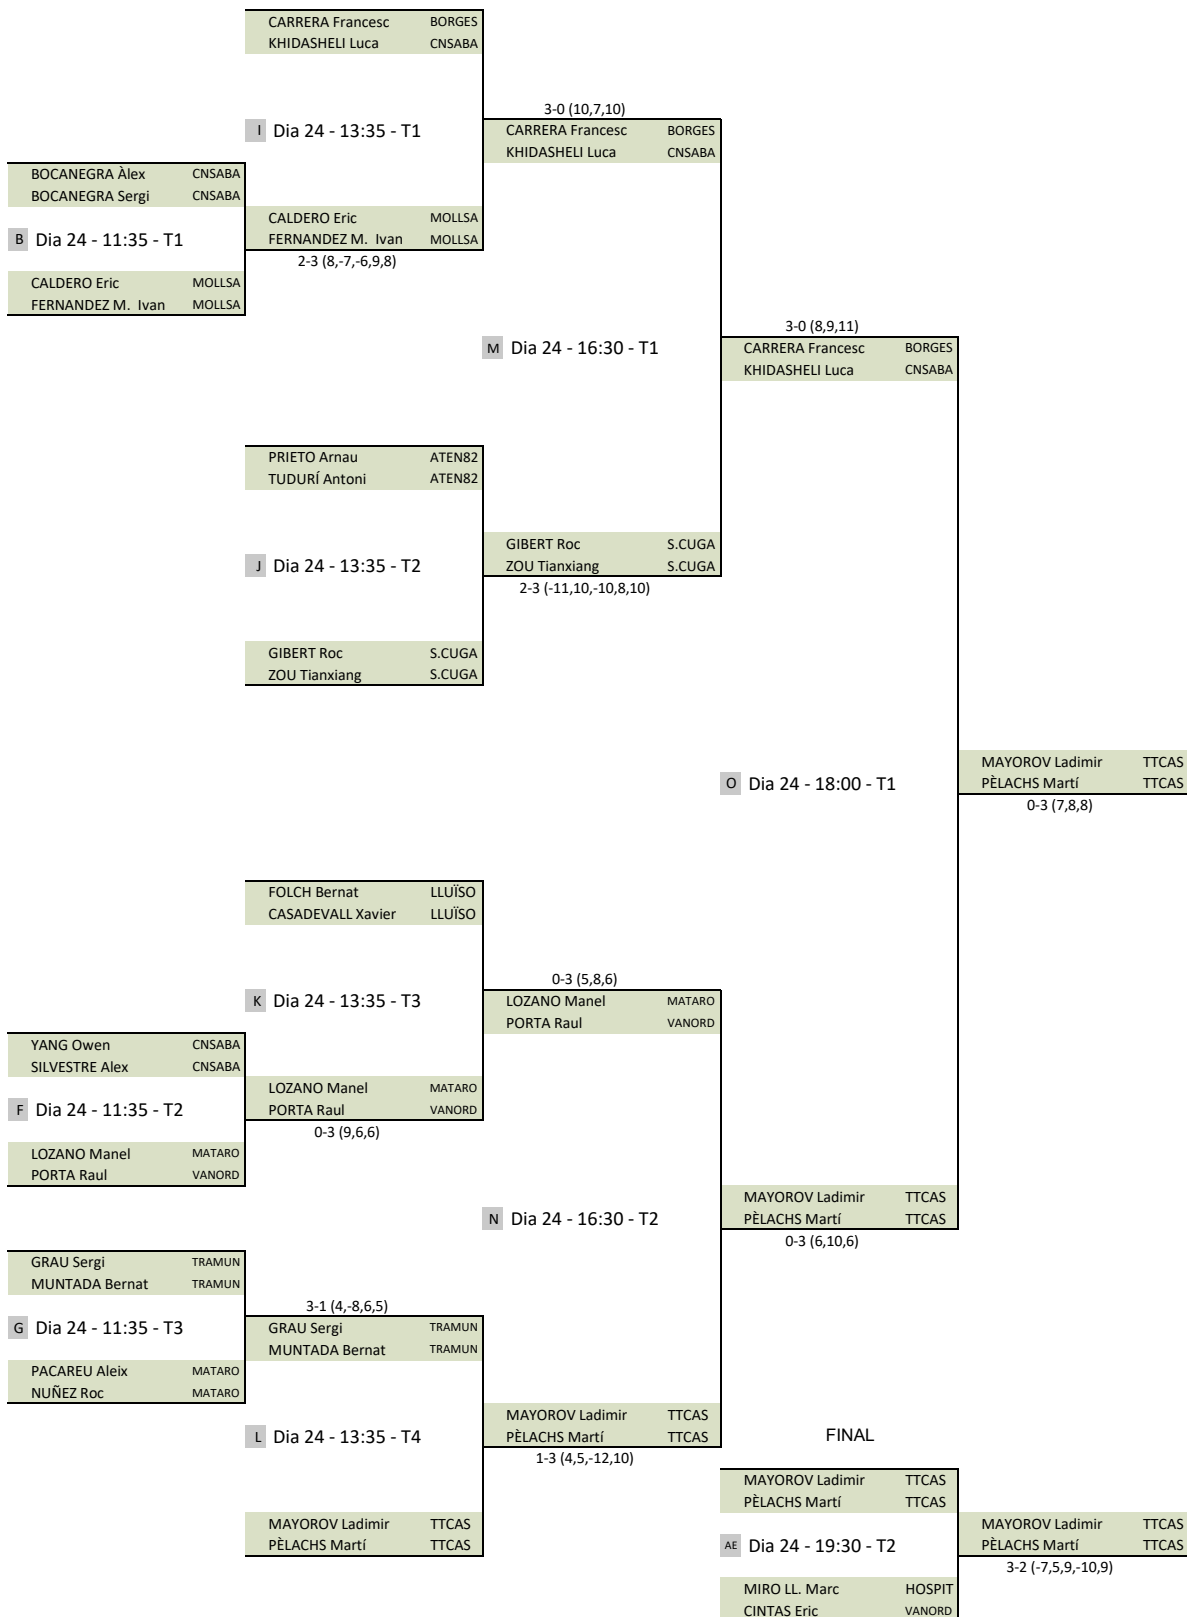 CARRERA Francesc BORGES
KHIDASHELI Luca CNSABA
3-0 (10,7,10)
I Dia 24 - 13:35 - T1
CARRERA Francesc BORGES
KHIDASHELI Luca CNSABA
BOCANEGRA Àlex CNSABA
BOCANEGRA Sergi CNSABA
CALDERO Eric MOLLSA
FERNANDEZ M.  Ivan MOLLSA
B Dia 24 - 11:35 - T1
2-3 (8,-7,-6,9,8)
CALDERO Eric MOLLSA
FERNANDEZ M.  Ivan MOLLSA
3-0 (8,9,11)
M Dia 24 - 16:30 - T1
CARRERA Francesc BORGES
KHIDASHELI Luca CNSABA
PRIETO Arnau ATEN82
TUDURÍ Antoni ATEN82
GIBERT Roc S.CUGA
ZOU Tianxiang S.CUGA
J Dia 24 - 13:35 - T2
2-3 (-11,10,-10,8,10)
GIBERT Roc S.CUGA
ZOU Tianxiang S.CUGA
MAYOROV Ladimir TTCAS
PÈLACHS Martí TTCAS
O Dia 24 - 18:00 - T1
0-3 (7,8,8)
FOLCH Bernat LLUÏSO
CASADEVALL Xavier LLUÏSO
0-3 (5,8,6)
K Dia 24 - 13:35 - T3
LOZANO Manel MATARO
PORTA Raul VANORD
YANG Owen CNSABA
SILVESTRE Alex CNSABA
LOZANO Manel MATARO
PORTA Raul VANORD
F Dia 24 - 11:35 - T2
0-3 (9,6,6)
LOZANO Manel MATARO
PORTA Raul VANORD
MAYOROV Ladimir TTCAS
PÈLACHS Martí TTCAS
N Dia 24 - 16:30 - T2
0-3 (6,10,6)
GRAU Sergi TRAMUN
MUNTADA Bernat TRAMUN
3-1 (4,-8,6,5)
G Dia 24 - 11:35 - T3
GRAU Sergi TRAMUN
MUNTADA Bernat TRAMUN
PACAREU Aleix MATARO
NUÑEZ Roc MATARO
MAYOROV Ladimir TTCAS
PÈLACHS Martí TTCAS
L Dia 24 - 13:35 - T4
1-3 (4,5,-12,10)
FINAL
MAYOROV Ladimir TTCAS
PÈLACHS Martí TTCAS
MAYOROV Ladimir TTCAS
PÈLACHS Martí TTCAS
AE Dia 24 - 19:30 - T2
MAYOROV Ladimir TTCAS
PÈLACHS Martí TTCAS
3-2 (-7,5,9,-10,9)
MIRO LL. Marc HOSPIT
CINTAS Eric VANORD